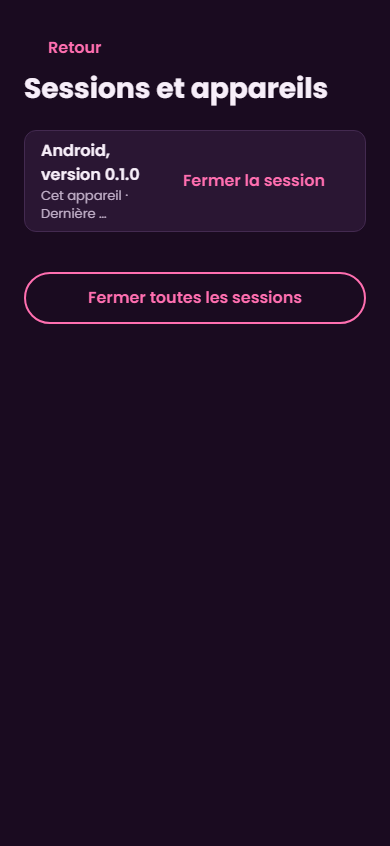 Retour
Sessions et appareils
Android,
version 0.1.0
Cet appareil ·
Dernière ...
Fermer la session
Fermer toutes les sessions